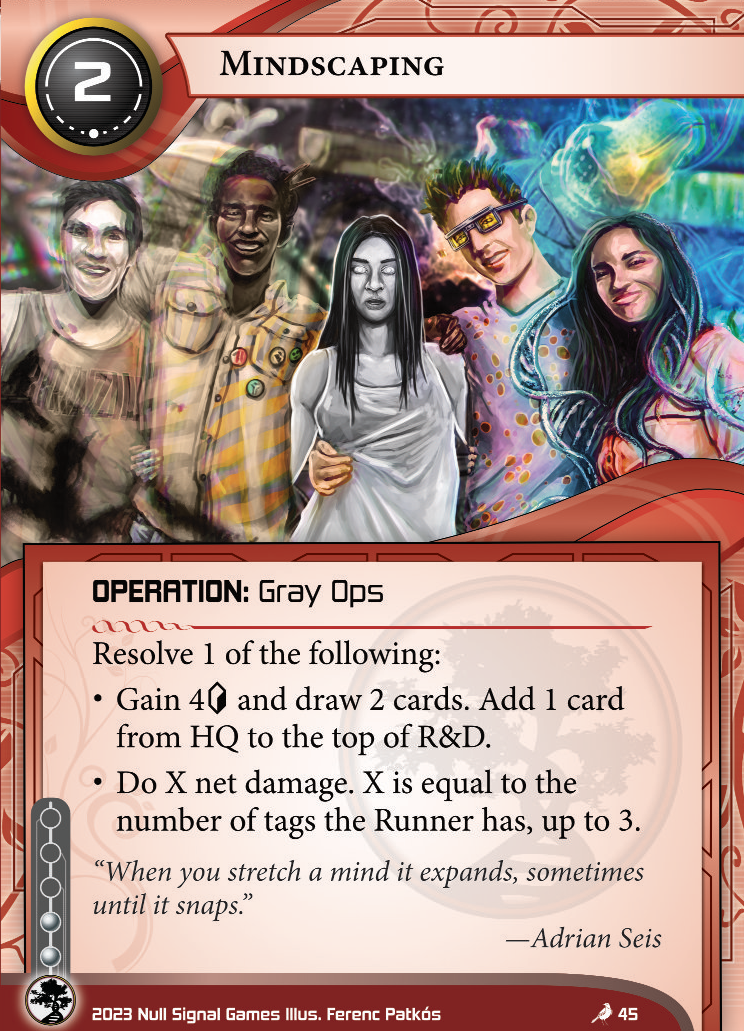 2
Mindscaping
OPERATION: Gray Ops
Resolve 1 of the following:
• Gain 4 and draw 2 cards. Add 1 card
from HQ to the top of R&D.
• Do X net damage. X is equal to the
number of tags the Runner has, up to 3.
“When you stretch a mind it expands, sometimes
until it snaps.”
—Adrian Seis
2023 Null Signal Games Illus. Ferenc Patkós
45